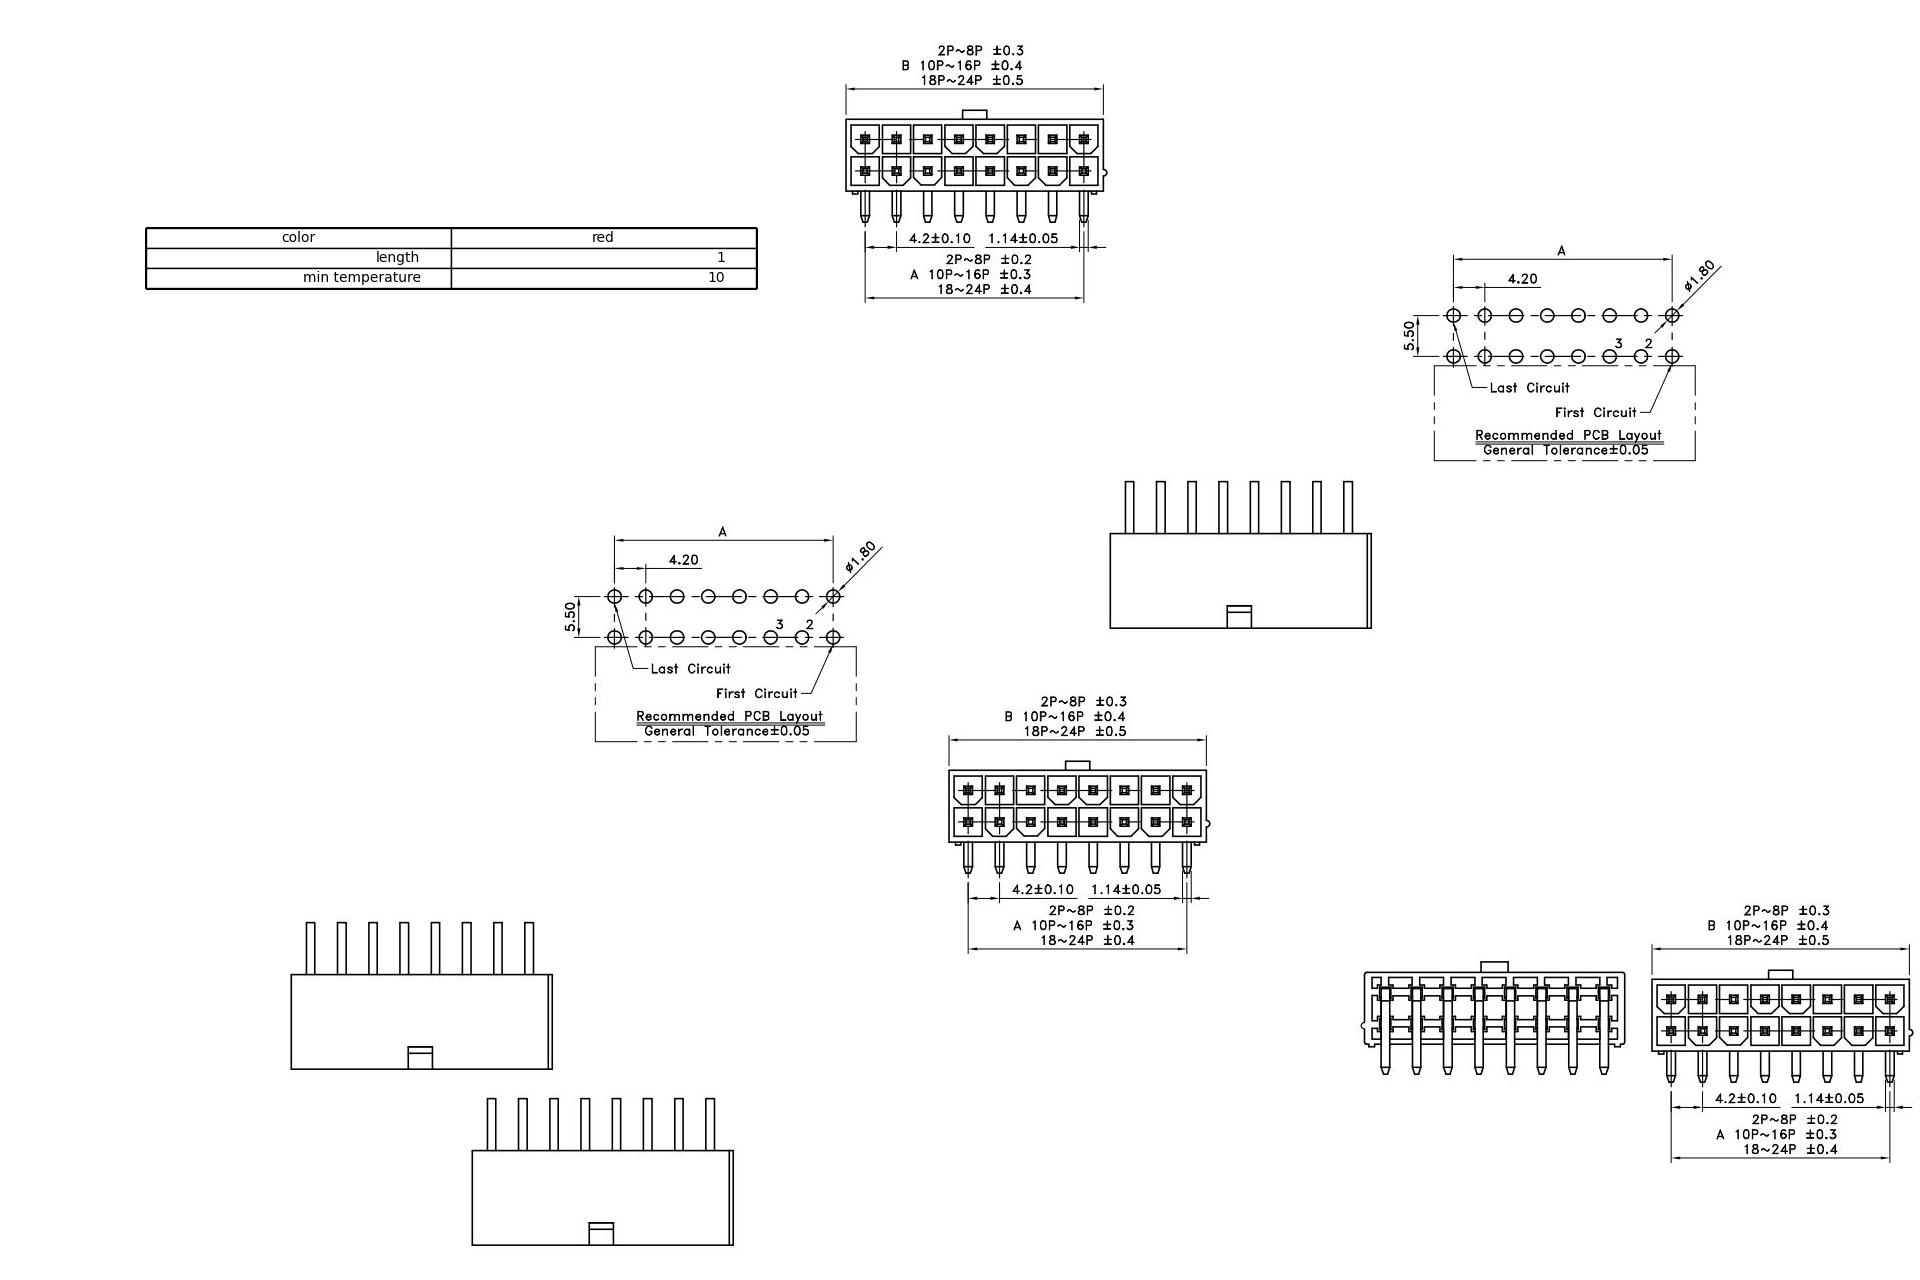 2P~8P ±0.3
B 10P~16P ±0.4
18P~24P ±0.5
4.2±0.10 1.14±0.05
2P~8P ±0.2
A 10P~16P ±0.3
18~24P ±0.4
color red
length 1
min temperature 10
A
4.20
ø1.80
5.50
3 2
Last Circuit
First Circuit
Recommended PCB Layout
General Tolerance±0.05
A
4.20
ø1.80
5.50
3 2
Last Circuit
First Circuit
Recommended PCB Layout
General Tolerance±0.05
2P~8P ±0.3
B 10P~16P ±0.4
18P~24P ±0.5
4.2±0.10 1.14±0.05
2P~8P ±0.2
A 10P~16P ±0.3
18~24P ±0.4
2P~8P ±0.3
B 10P~16P ±0.4
18P~24P ±0.5
4.2±0.10 1.14±0.05
2P~8P ±0.2
A 10P~16P ±0.3
18~24P ±0.4